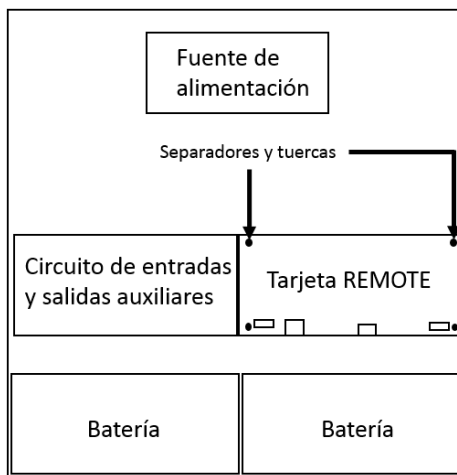 Fuente de
alimentación
Separadores y tuercas
Circuito de entradas
y salidas auxiliares
Tarjeta REMOTE
Batería
Batería